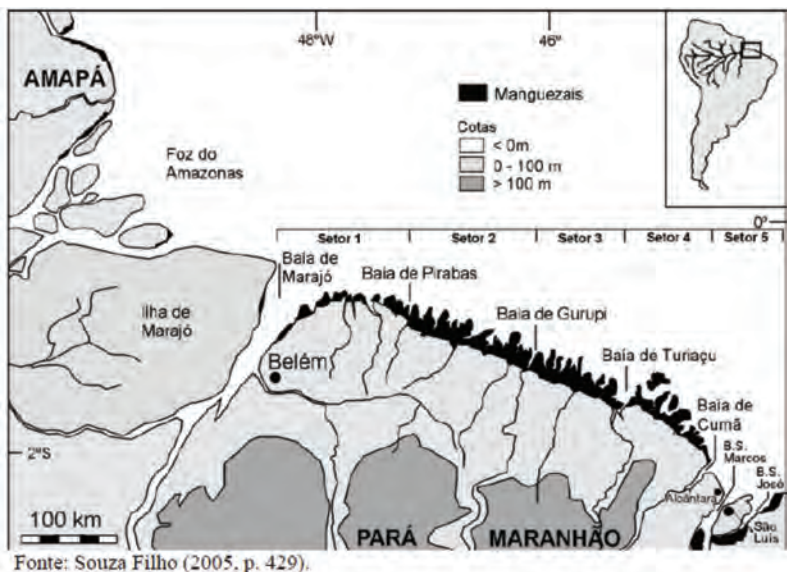 48°W
46°
AMAPÁ
Manguezais
Foz do
Amazonas
Cotas
< 0m
0 - 100 m
> 100 m
0°
Setor 1
Setor 2
Setor 3
Setor 4
Setor 5
Baía de
Marajó
Baía de Pirabas
Ilha de
Marajó
Baía de Gurupi
Belém
Baía de Turiaçu
Baía de
Cumã
B.S.
Marcos
B.S.
José
2°S
Alcântara
São
Luís
100 km
PARÁ
MARANHÃO
Fonte: Souza Filho (2005, p. 429).